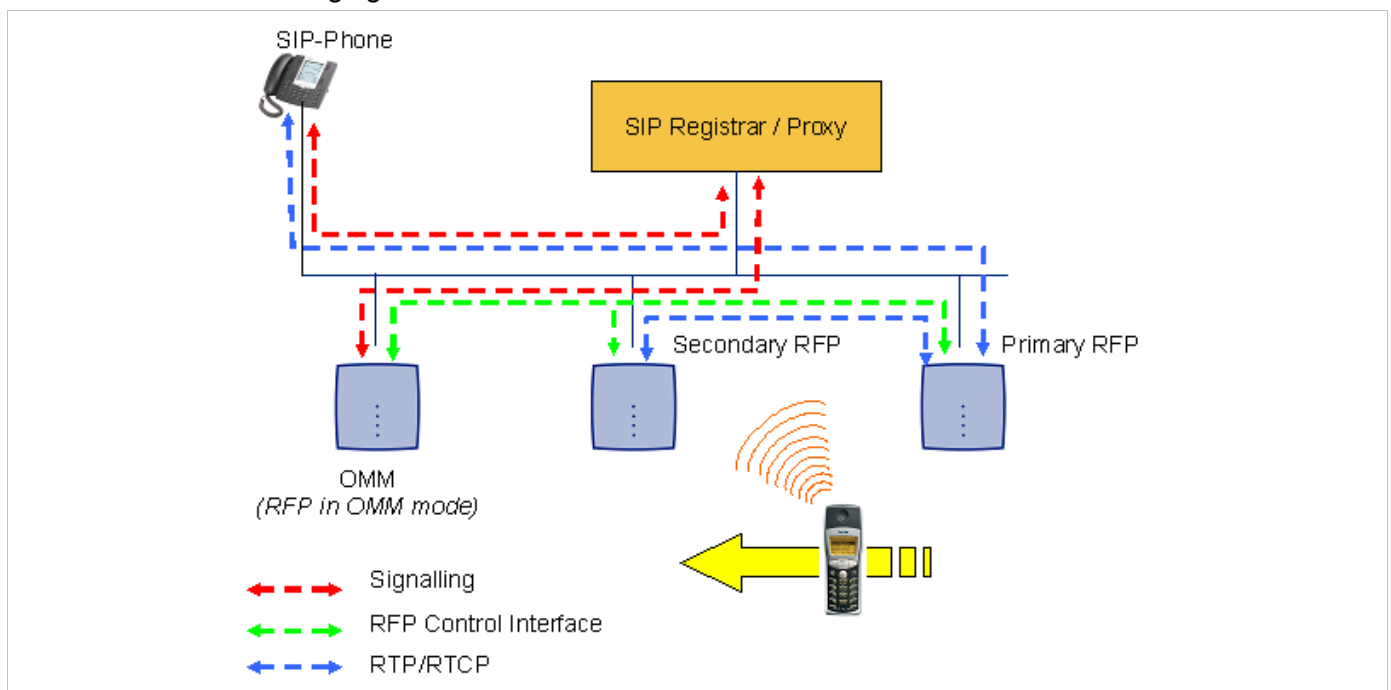 SIP-Phone
SIP Registrar / Proxy
Secondary RFP
Primary RFP
OMM
(RFP in OMM mode)
Signalling
RFP Control Interface
RTP/RTCP